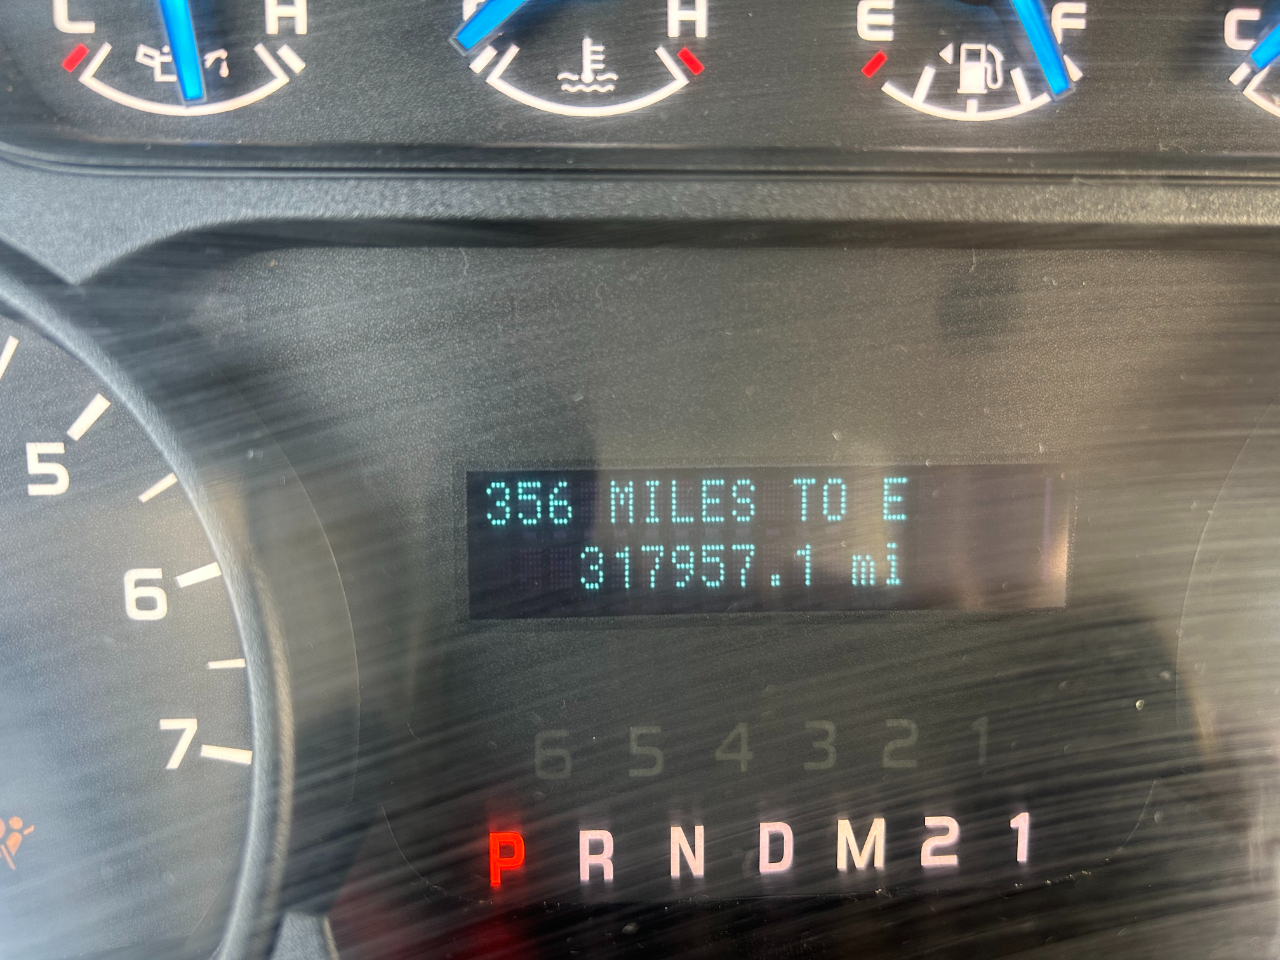 L H H E F C
5
356 MILES TO E
317957.1 mi
6
6 5 4 3 2 1
7
P R N D M 2 1